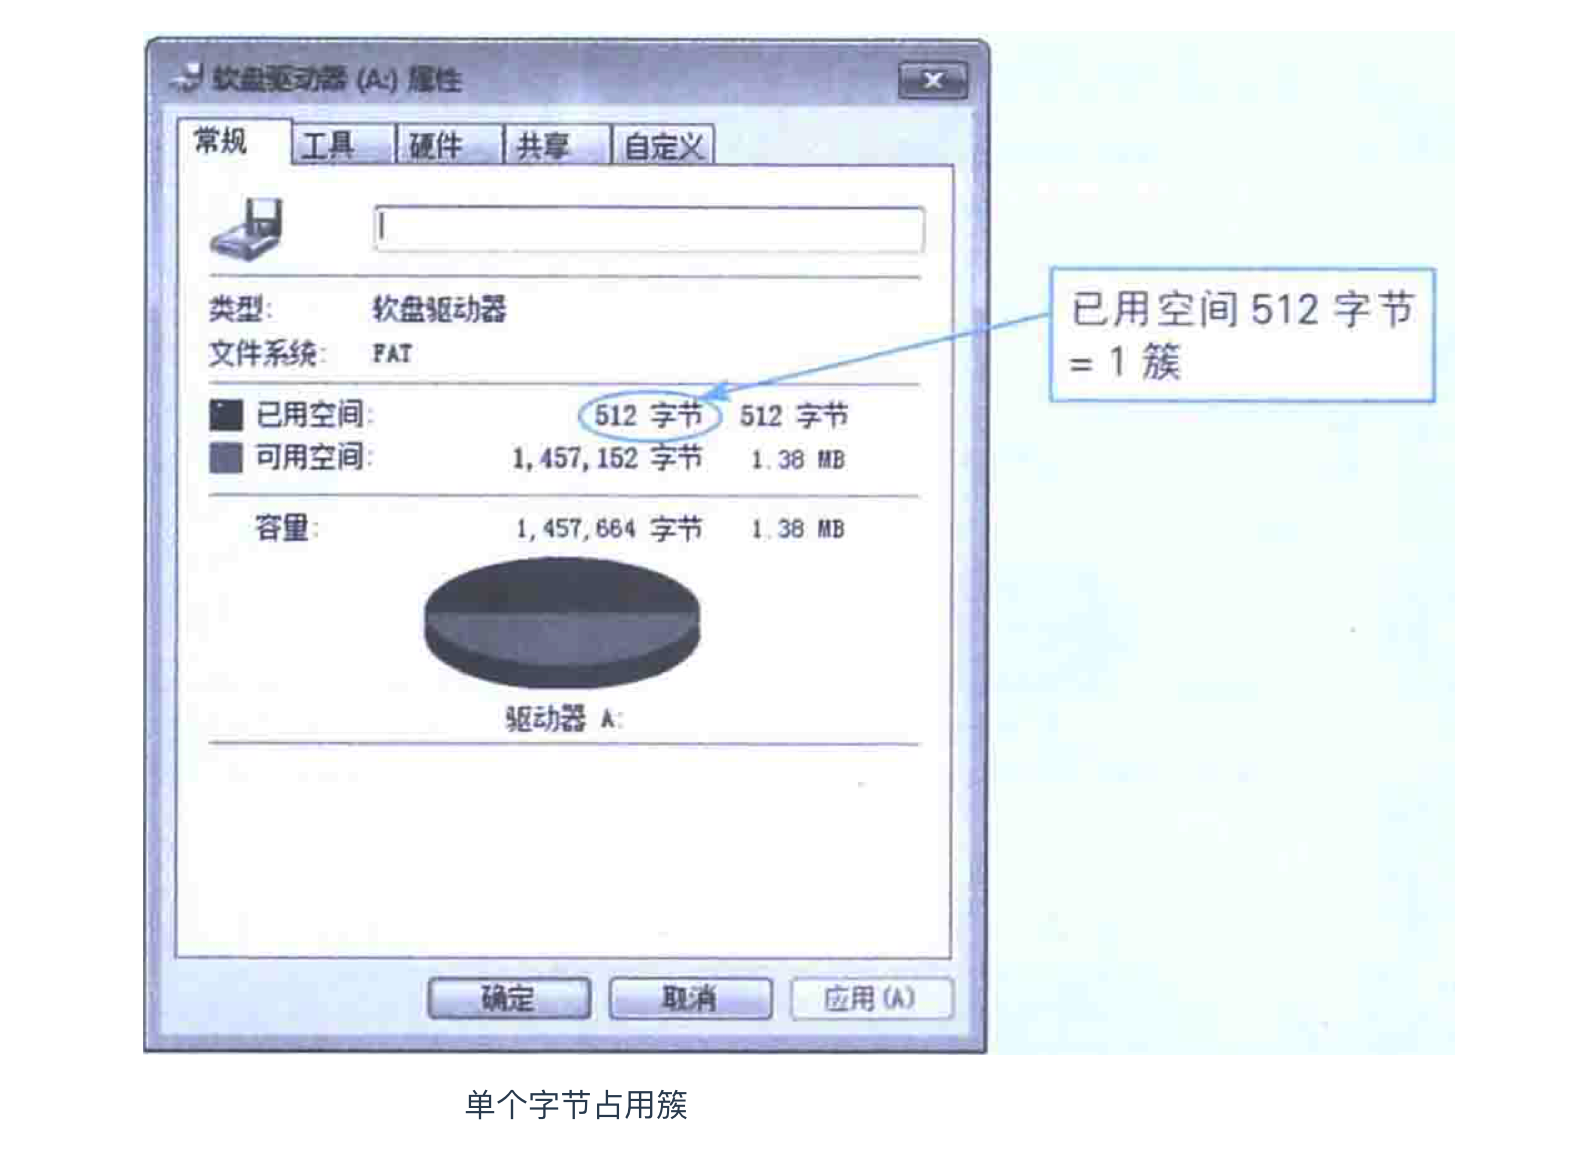 软盘驱动器 (A:) 属性
常规 工具 硬件 共享 自定义
类型: 软盘驱动器
文件系统: FAT
已用空间: 512 字节 512 字节
可用空间: 1,457,152 字节 1.38 MB
容量: 1,457,664 字节 1.38 MB
驱动器 A:
确定 取消 应用(A)
已用空间 512 字节
= 1 簇
单个字节占用簇